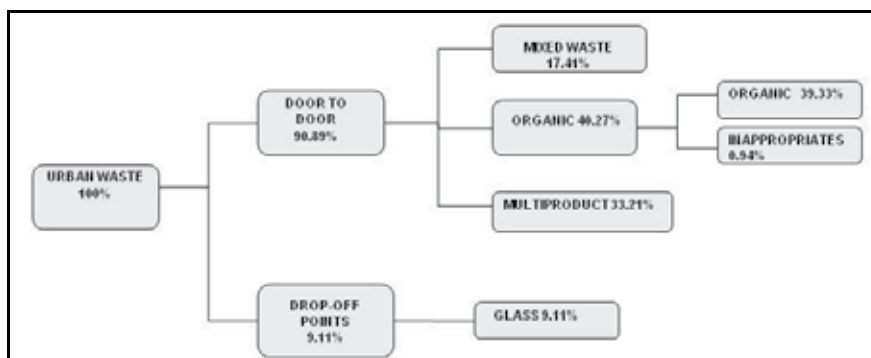 MIXED WASTE
17.41%
DOOR TO
DOOR
90.89%
ORGANIC 40.27%
ORGANIC 39.33%
INAPPROPRIATES
0.94%
URBAN WASTE
100%
MULTIPRODUCT 33.21%
DROP-OFF
POINTS
9.11%
GLASS 9.11%